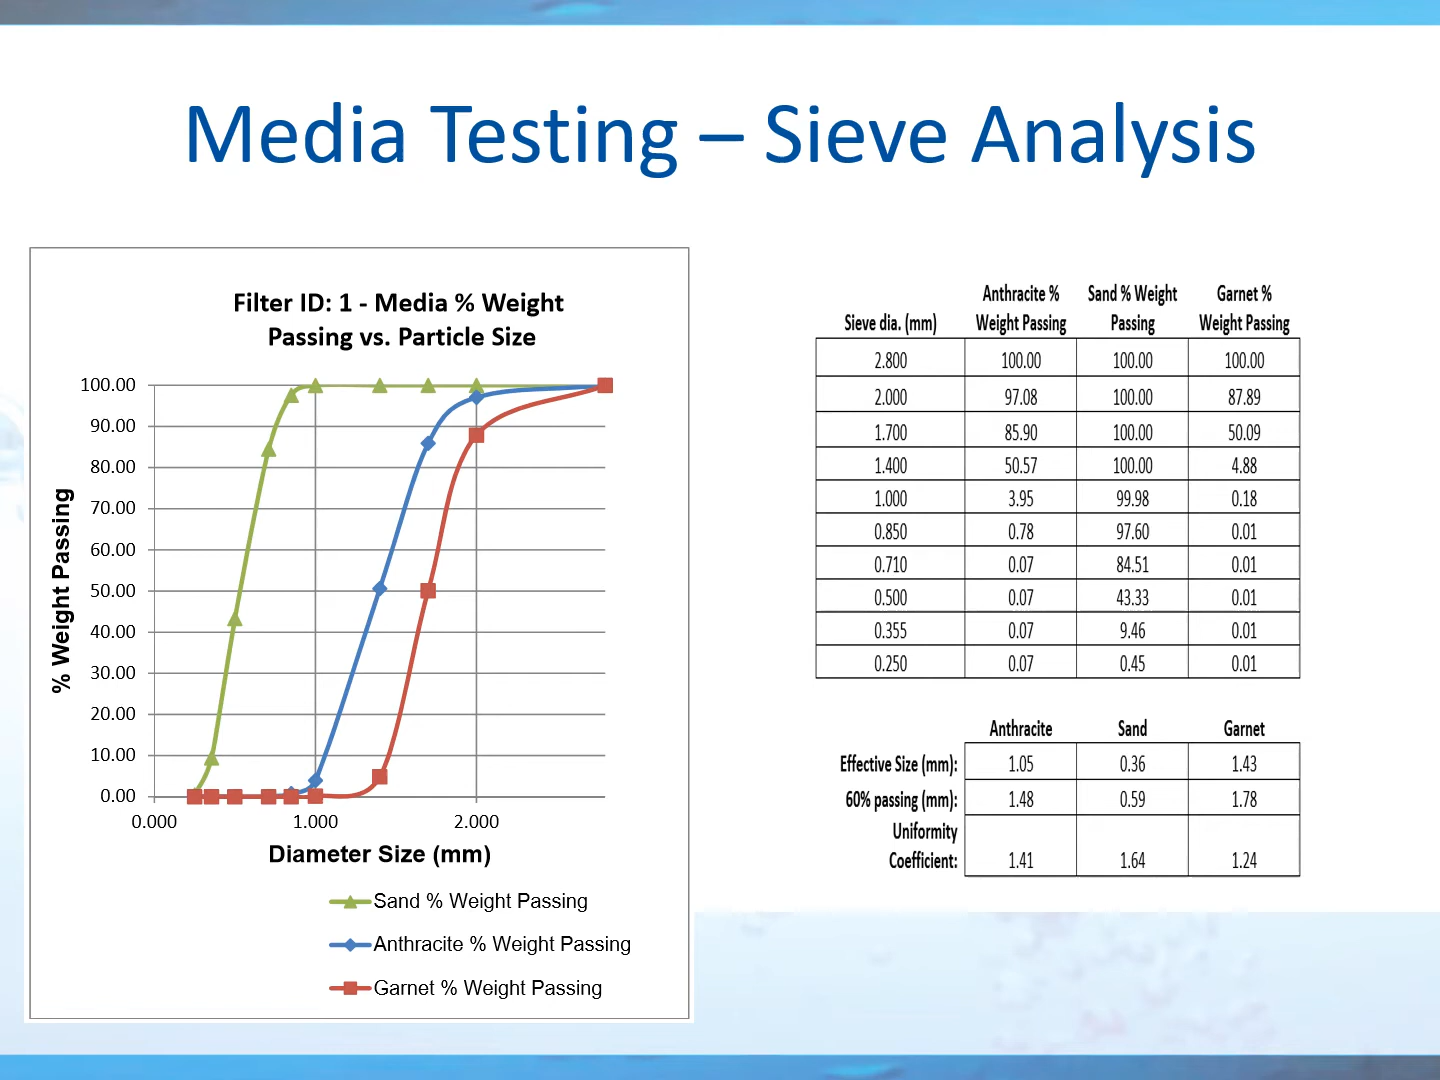 Media Testing – Sieve Analysis
Filter ID: 1 - Media % Weight
Passing vs. Particle Size
100.00
90.00
80.00
70.00
60.00
50.00
40.00
30.00
20.00
10.00
0.00
% Weight Passing
0.000 1.000 2.000
Diameter Size (mm)
Sand % Weight Passing
Anthracite % Weight Passing
Garnet % Weight Passing
Anthracite % Sand % Weight Garnet %
Sieve dia. (mm) Weight Passing Passing Weight Passing
2.800 100.00 100.00 100.00
2.000 97.08 100.00 87.89
1.700 85.90 100.00 50.09
1.400 50.57 100.00 4.88
1.000 3.95 99.98 0.18
0.850 0.78 97.60 0.01
0.710 0.07 84.51 0.01
0.500 0.07 43.33 0.01
0.355 0.07 9.46 0.01
0.250 0.07 0.45 0.01
Anthracite Sand Garnet
Effective Size (mm): 1.05 0.36 1.43
60% passing (mm): 1.48 0.59 1.78
Uniformity
Coefficient: 1.41 1.64 1.24